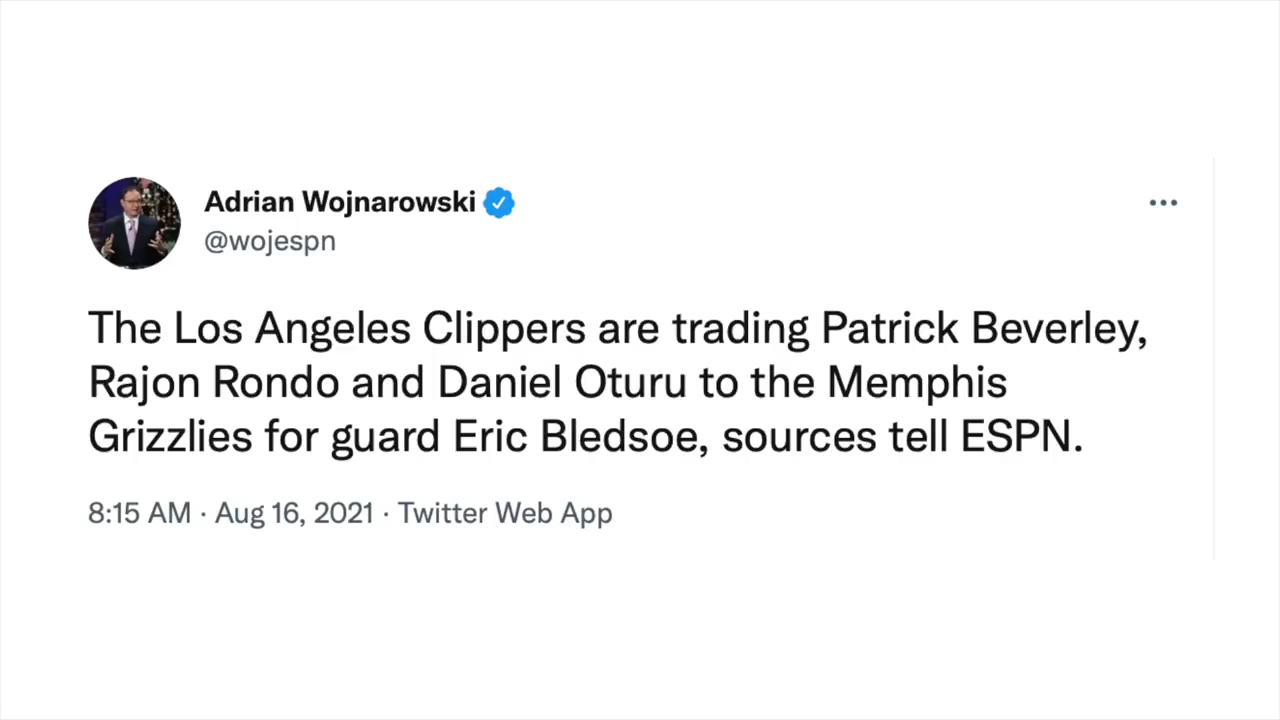 Adrian Wojnarowski
@wojespn
The Los Angeles Clippers are trading Patrick Beverley,
Rajon Rondo and Daniel Oturu to the Memphis
Grizzlies for guard Eric Bledsoe, sources tell ESPN.
8:15 AM · Aug 16, 2021 · Twitter Web App